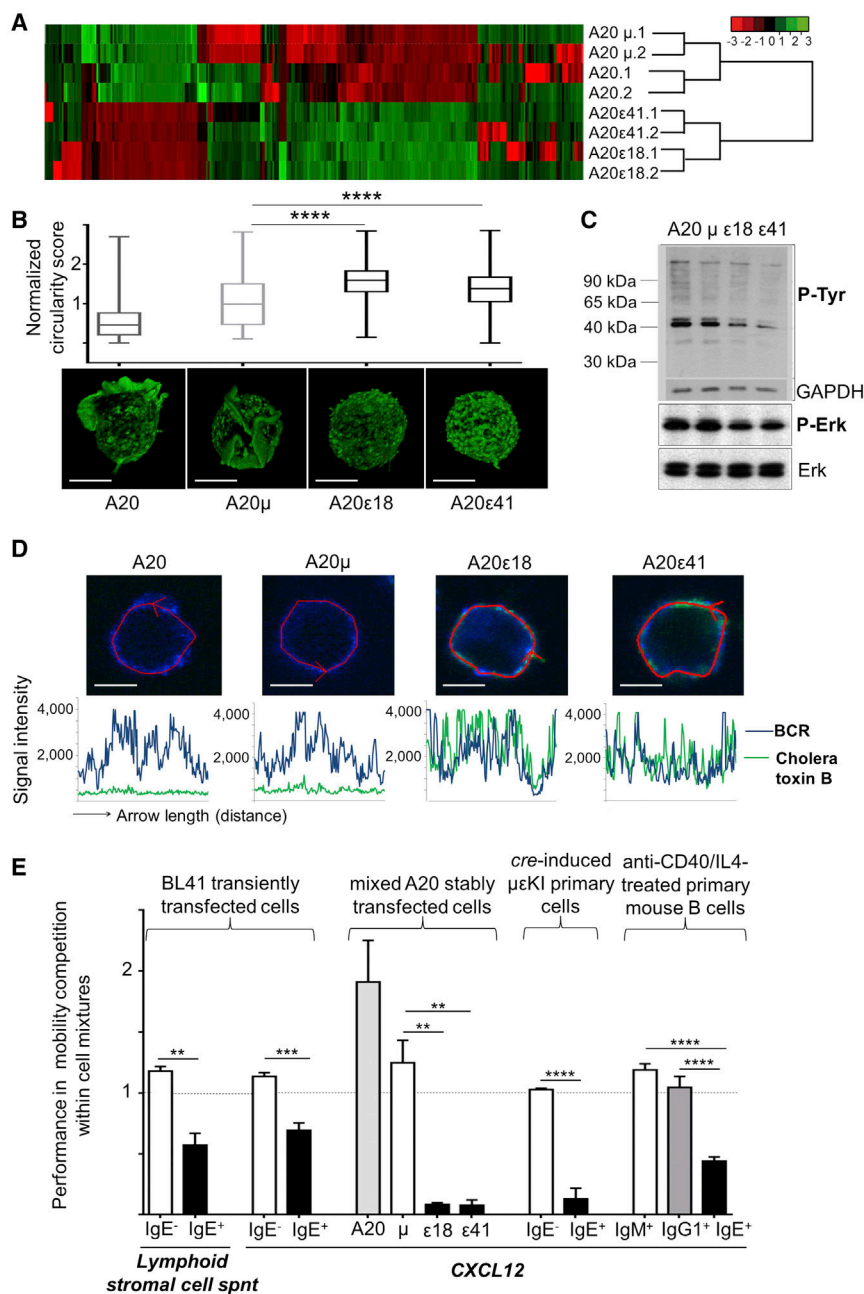 A
A20 μ.1
A20 μ.2
A20.1
A20.2
A20ε41.1
A20ε41.2
A20ε18.1
A20ε18.2
-3 -2 -1 0 1 2 3
B
****
****
Normalized
circularity score
2
1
A20
A20μ
A20ε18
A20ε41
C
A20 μ ε18 ε41
90 kDa
65 kDa
40 kDa
30 kDa
P-Tyr
GAPDH
P-Erk
Erk
D
A20
A20μ
A20ε18
A20ε41
Signal intensity
4,000
2,000
4,000
2,000
4,000
2,000
4,000
2,000
BCR
Cholera
toxin B
Arrow length (distance)
E
BL41 transiently
transfected cells
mixed A20 stably
transfected cells
cre-induced
μεKI primary
cells
anti-CD40/IL4-
treated primary
mouse B cells
Performance in mobility competition
within cell mixtures
2
1
**
***
**
**
****
****
****
IgE- IgE+
IgE- IgE+
A20 μ ε18 ε41
IgE- IgE+
IgM+ IgG1+ IgE+
Lymphoid
stromal cell spnt
CXCL12